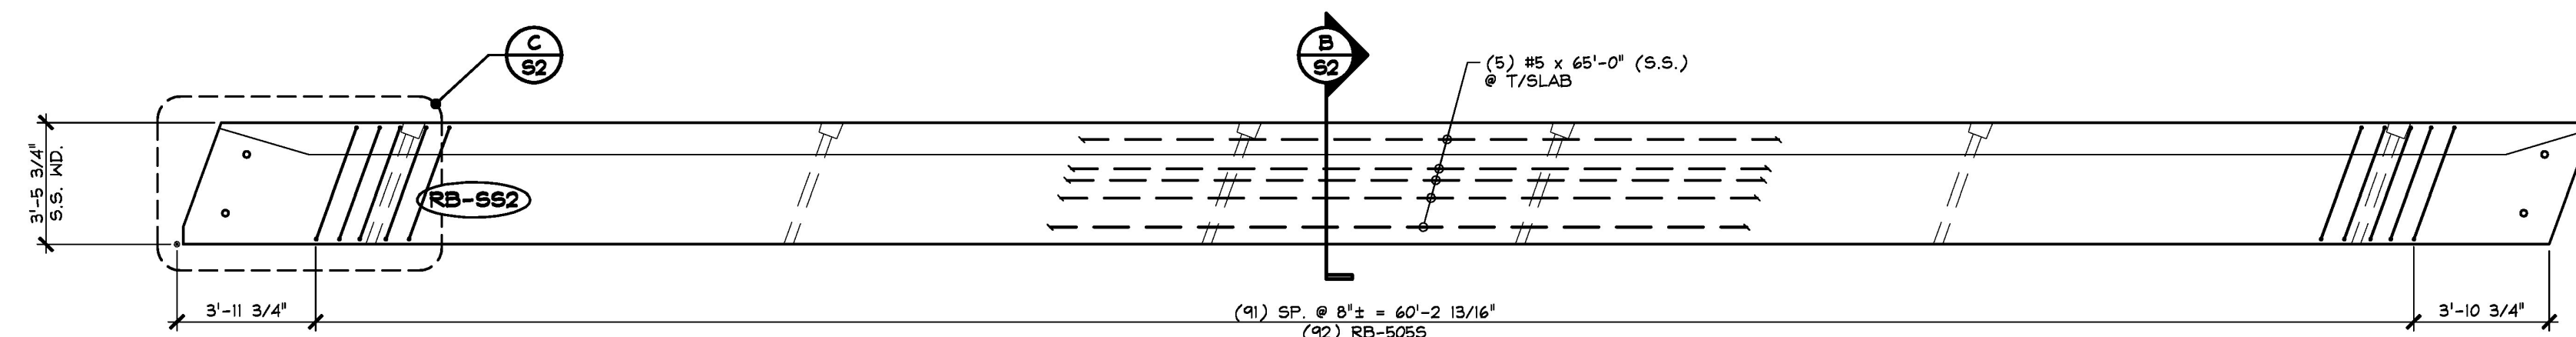 C
S2
B
S2
(5) #5 x 65'-0" (S.S.)
@ T/SLAB
3'-5 3/4"
S.S. WD.
RB-SS2
3'-11 3/4"
(91) SP. @ 8"± = 60'-2 13/16"
(92) RB-505S
3'-10 3/4"